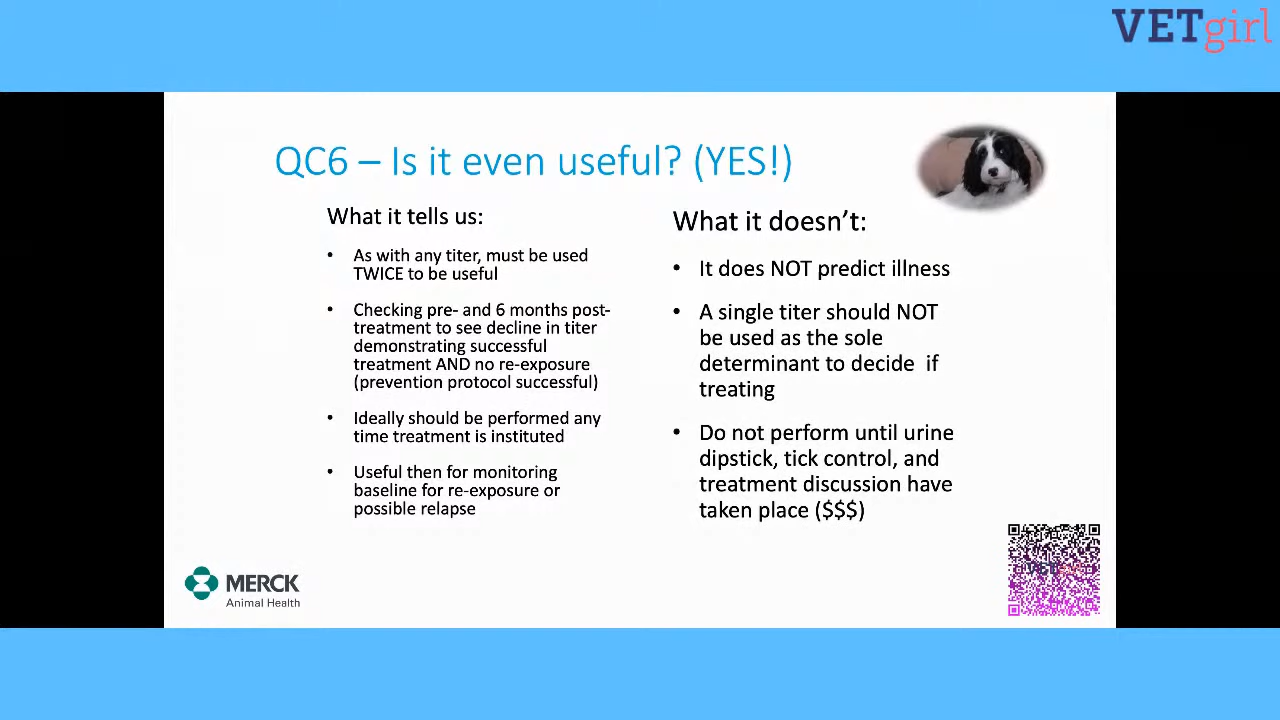 VETgirl
QC6 – Is it even useful? (YES!)
What it tells us:
• As with any titer, must be used
TWICE to be useful
• Checking pre- and 6 months post-
treatment to see decline in titer
demonstrating successful
treatment AND no re-exposure
(prevention protocol successful)
• Ideally should be performed any
time treatment is instituted
• Useful then for monitoring
baseline for re-exposure or
possible relapse
What it doesn’t:
• It does NOT predict illness
• A single titer should NOT
be used as the sole
determinant to decide if
treating
• Do not perform until urine
dipstick, tick control, and
treatment discussion have
taken place ($$$)
MERCK
Animal Health
VETgirl